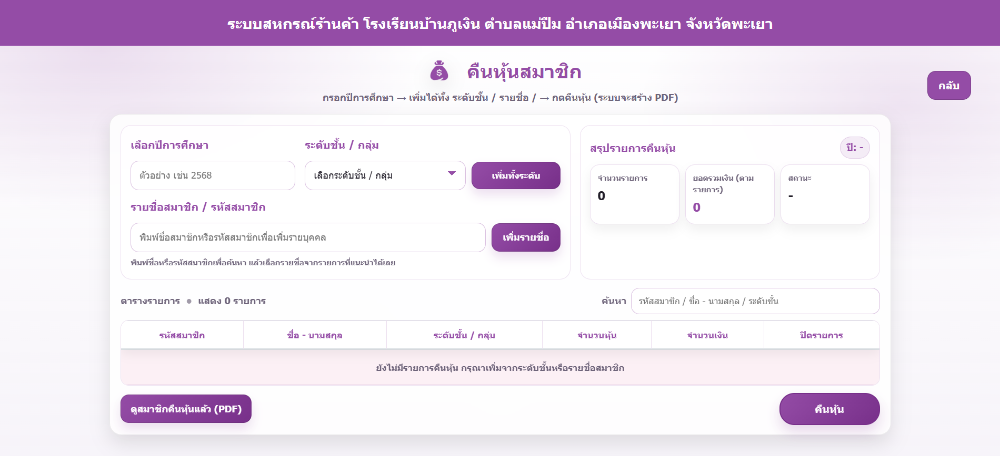 ระบบสหกรณ์ร้านค้า โรงเรียนบ้านภูเงิน ตำบลแม่ปืม อำเภอเมืองพะเยา จังหวัดพะเยา
$
คืนหุ้นสมาชิก
กลับ
กรอกปีการศึกษา → เพิ่มได้ทั้ง ระดับชั้น / รายชื่อ / → กดคืนหุ้น (ระบบจะสร้าง PDF)
เลือกปีการศึกษา
ระดับชั้น / กลุ่ม
ตัวอย่าง เช่น 2568
เลือกระดับชั้น / กลุ่ม
เพิ่มทั้งระดับ
รายชื่อสมาชิก / รหัสสมาชิก
พิมพ์ชื่อสมาชิกหรือรหัสสมาชิกเพื่อเพิ่มรายบุคคล
เพิ่มรายชื่อ
พิมพ์ชื่อหรือรหัสสมาชิกเพื่อค้นหา แล้วเลือกรายชื่อจากรายการที่แนะนำได้เลย
สรุปรายการคืนหุ้น
ปี: -
จำนวนรายการ
0
ยอดรวมเงิน (ตาม
รายการ)
0
สถานะ
-
ตารางรายการ ● แสดง 0 รายการ
ค้นหา
รหัสสมาชิก / ชื่อ - นามสกุล / ระดับชั้น
รหัสสมาชิก
ชื่อ - นามสกุล
ระดับชั้น / กลุ่ม
จำนวนหุ้น
จำนวนเงิน
ปิดรายการ
ยังไม่มีรายการคืนหุ้น กรุณาเพิ่มจากระดับชั้นหรือรายชื่อสมาชิก
ดูสมาชิกคืนหุ้นแล้ว (PDF)
คืนหุ้น